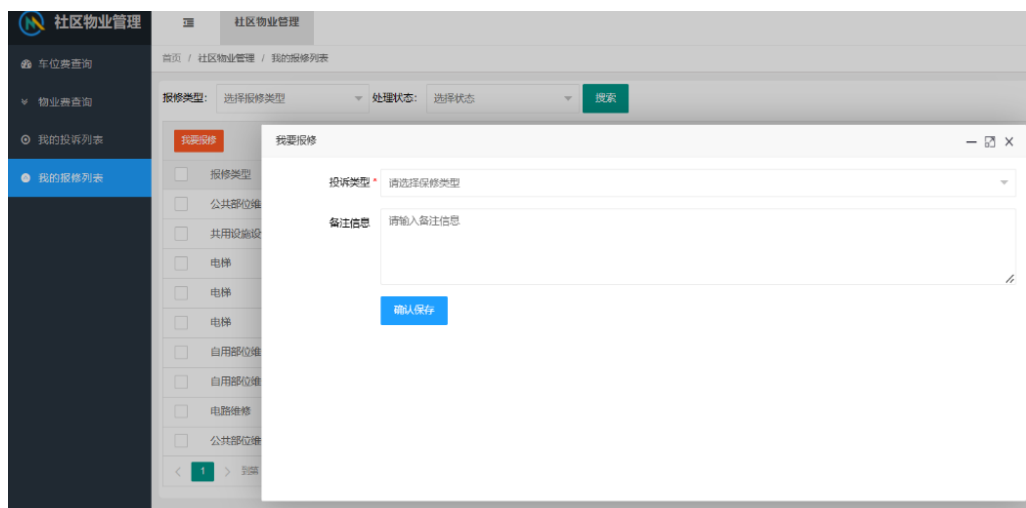 社区物业管理
社区物业管理
车位费查询
物业费查询
我的投诉列表
我的报修列表
首页 / 社区物业管理 / 我的报修列表
报修类型： 选择报修类型 处理状态： 选择状态 搜索
我要报修
报修类型
公共部位维
共用设施设
电梯
电梯
电梯
自用部位维
自用部位维
电路维修
公共部位维
1 到第
我要报修
投诉类型 * 请选择保修类型
备注信息 请输入备注信息
确认保存